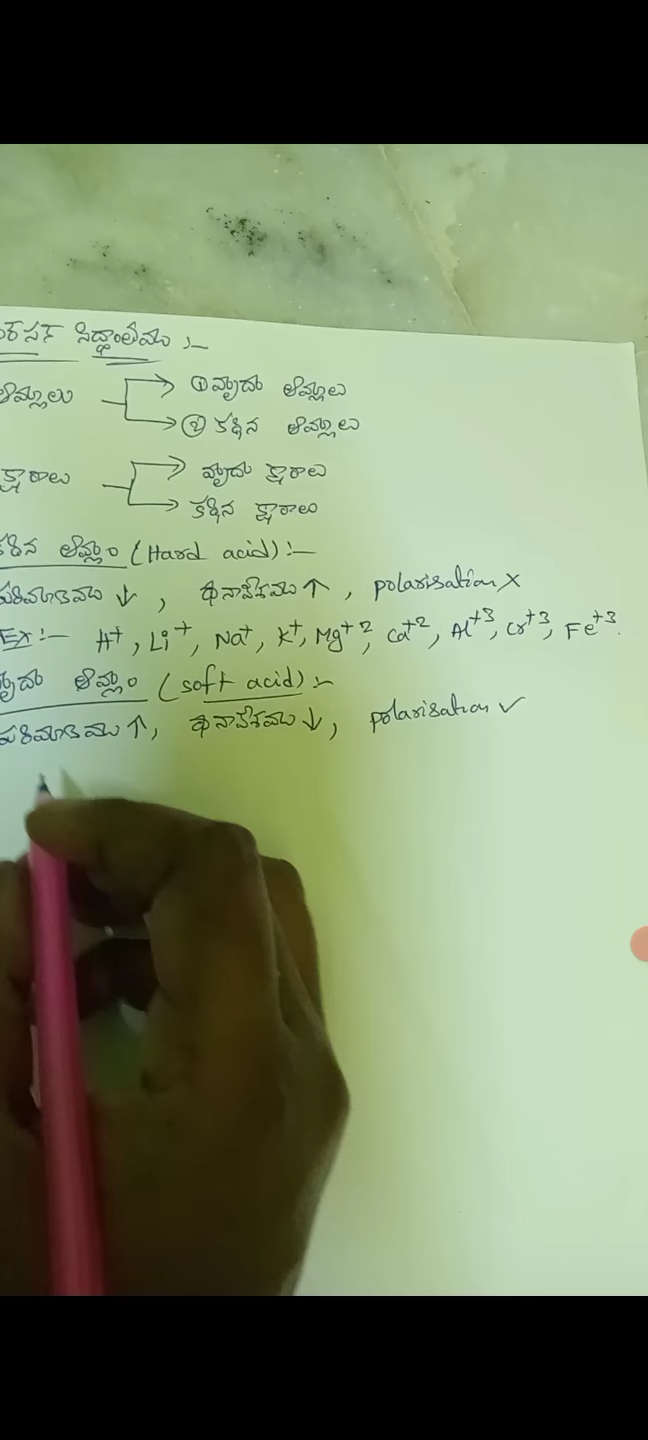 సిద్ధాంతము :-
ఆమ్లాలు → ① మృదు ఆమ్లాలు
→ ② కఠిన ఆమ్లాలు
క్షారాలు → మృదు క్షారాలు
→ కఠిన క్షారాలు
కఠిన ఆమ్లం (Hard acid) :-
పరిమాణము ↓, ధనావేశము ↑, polarisation ×
Ex :- H⁺, Li⁺, Na⁺, K⁺, Mg⁺², Ca⁺², Al⁺³, Cr⁺³, Fe⁺³.
మృదు ఆమ్లం (soft acid) :-
పరిమాణము ↑, ధనావేశము ↓, polarisation ✓